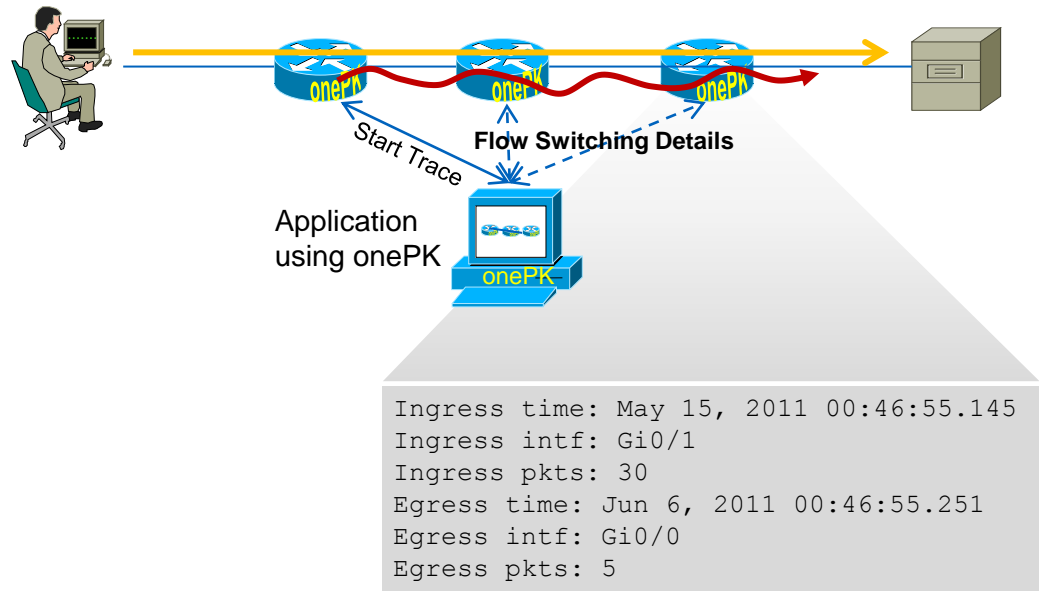 onePK
onePK
onePK
Start Trace
Flow Switching Details
Application
using onePK
onePK
Ingress time: May 15, 2011 00:46:55.145
Ingress intf: Gi0/1
Ingress pkts: 30
Egress time: Jun 6, 2011 00:46:55.251
Egress intf: Gi0/0
Egress pkts: 5